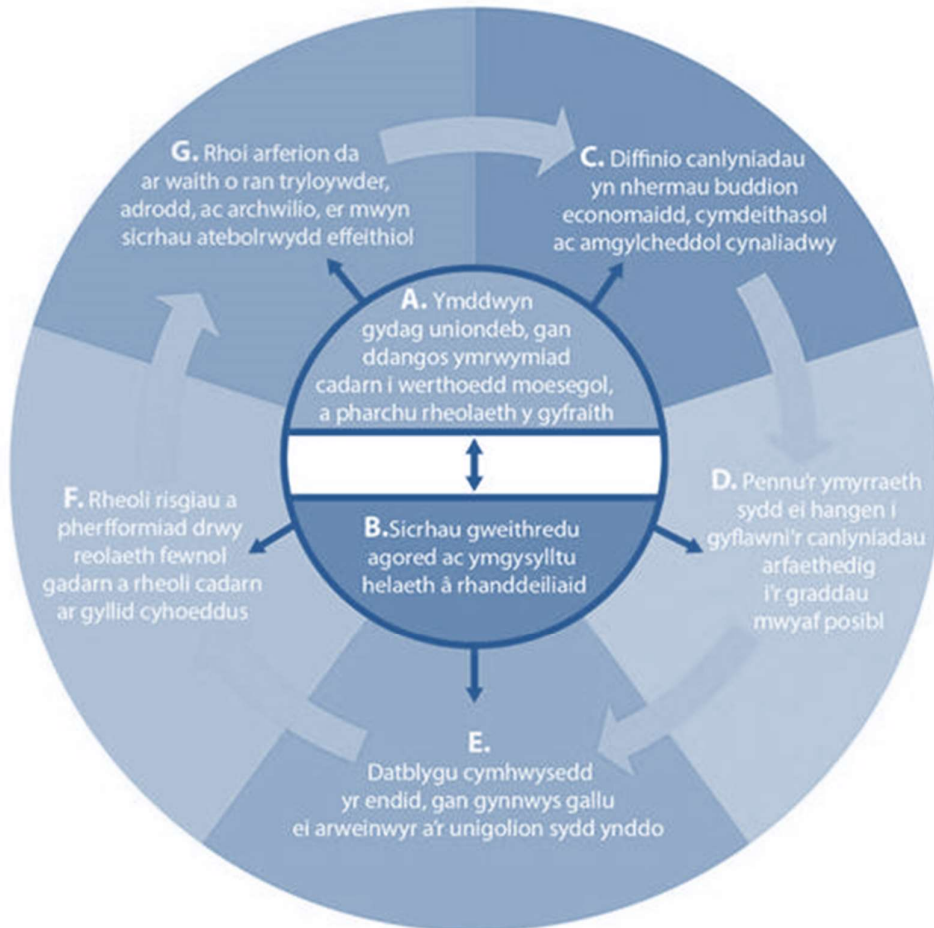 G. Rhoi arferion da
ar waith o ran tryloywder,
adrodd, ac archwilio, er mwyn
sicrhau atebolrwydd effeithiol
C. Diffinio canlyniadau
yn nhermau buddion
economaidd, cymdeithasol
ac amgylcheddol cynaliadwy
A. Ymddwyn
gydag uniondeb, gan
ddangos ymrwymiad
cadarn i werthoedd moesegol,
a pharchu rheolaeth y gyfraith
B.Sicrhau gweithredu
agored ac ymgysylltu
helaeth â rhanddeiliaid
D. Pennu'r ymyrraeth
sydd ei hangen i
gyflawni'r canlyniadau
arfaethedig
i'r graddau
mwyaf posibl
F. Rheoli risgiau a
pherfformiad drwy
reolaeth fewnol
gadarn a rheoli cadarn
ar gyllid cyhoeddus
E.
Datblygu cymhwysedd
yr endid, gan gynnwys gallu
ei arweinwyr a'r unigolion sydd ynddo